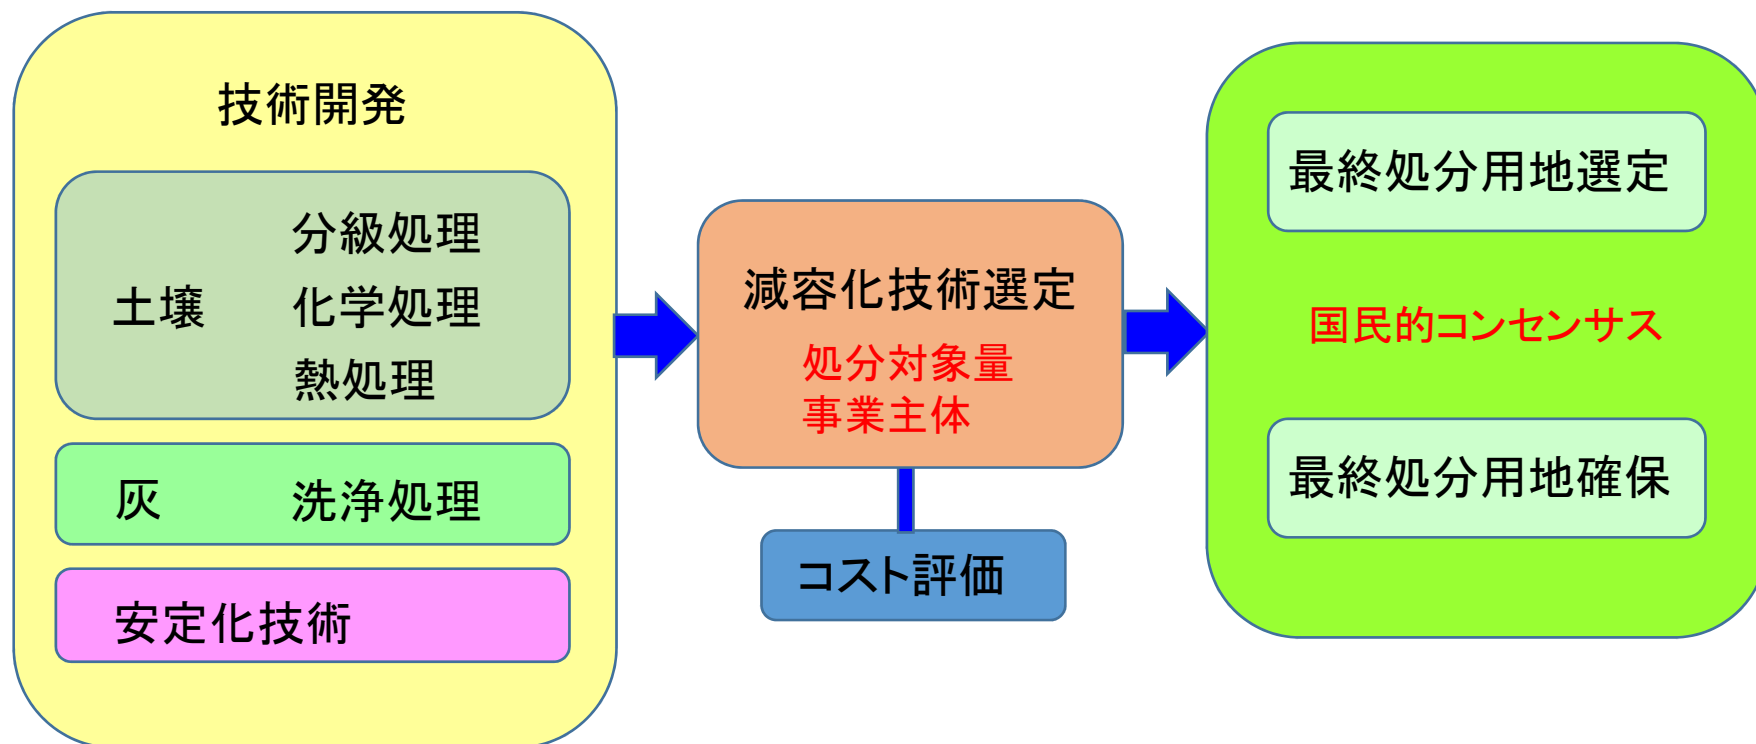 技術開発
土壌
分級処理
化学処理
熱処理
灰 洗浄処理
安定化技術
減容化技術選定
処分対象量
事業主体
コスト評価
最終処分用地選定
国民的コンセンサス
最終処分用地確保